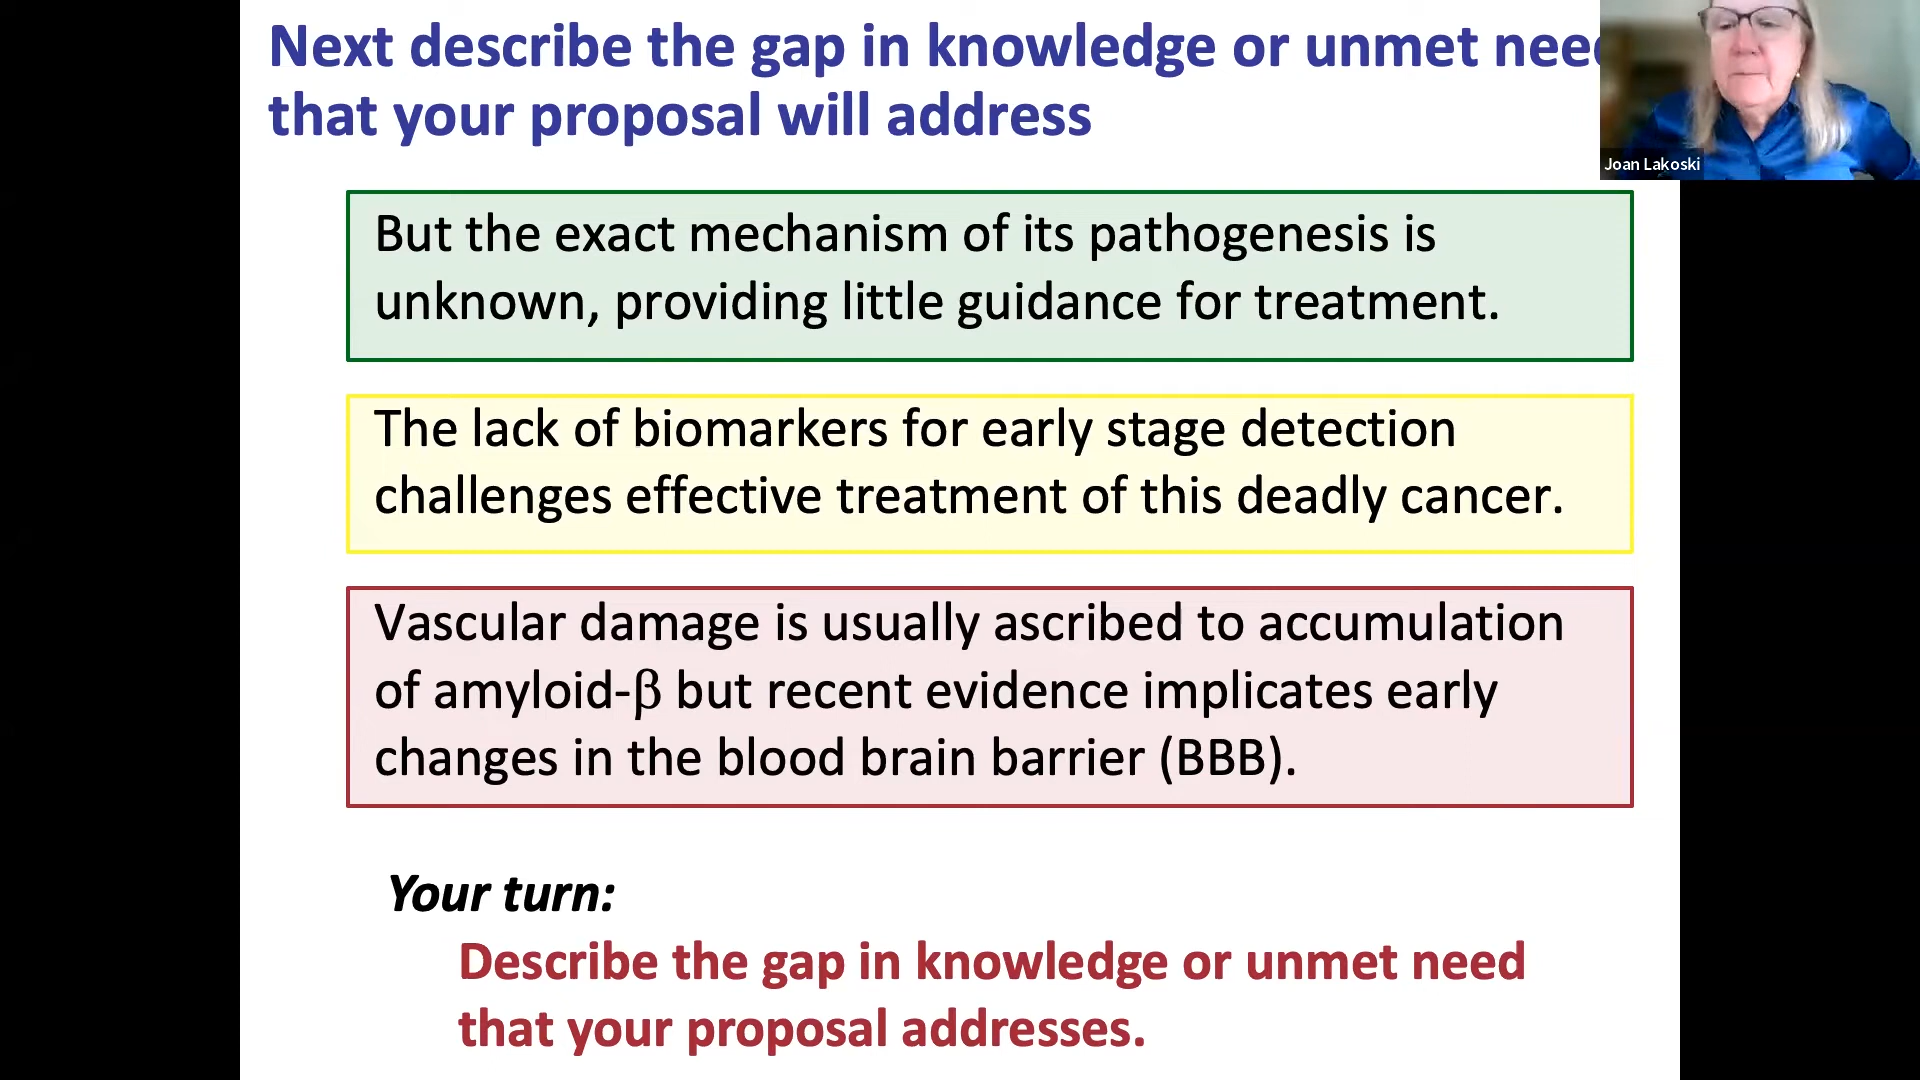 Next describe the gap in knowledge or unmet
that your proposal will address
Joan Lakoski
But the exact mechanism of its pathogenesis is
unknown, providing little guidance for treatment.
The lack of biomarkers for early stage detection
challenges effective treatment of this deadly cancer.
Vascular damage is usually ascribed to accumulation
of amyloid-β but recent evidence implicates early
changes in the blood brain barrier (BBB).
Your turn:
Describe the gap in knowledge or unmet need
that your proposal addresses.